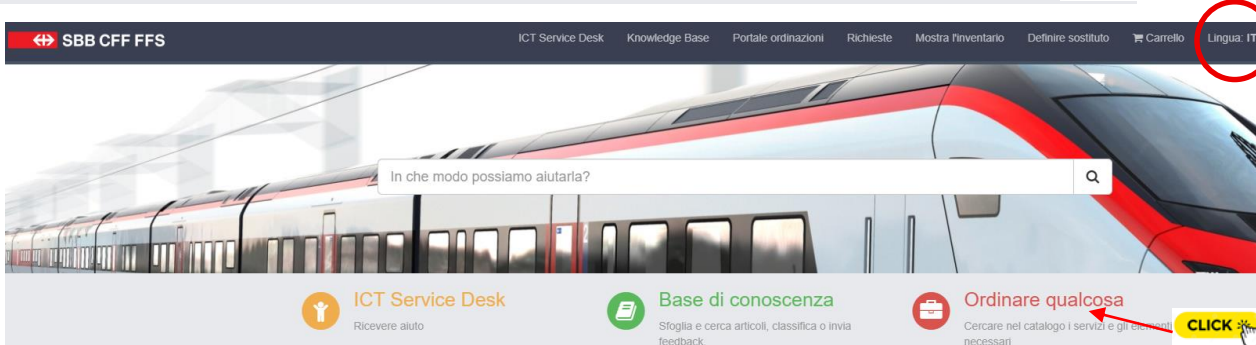 SBB CFF FFS
ICT Service Desk Knowledge Base Portale ordinazioni Richieste Mostra l'inventario Definire sostituto Carrello Lingua: IT
In che modo possiamo aiutarla?
ICT Service Desk
Ricevere aiuto
Base di conoscenza
Sfoglia e cerca articoli, classifica o invia
feedback.
Ordinare qualcosa
Cercare nel catalogo i servizi e gli elementi
necessari
CLICK